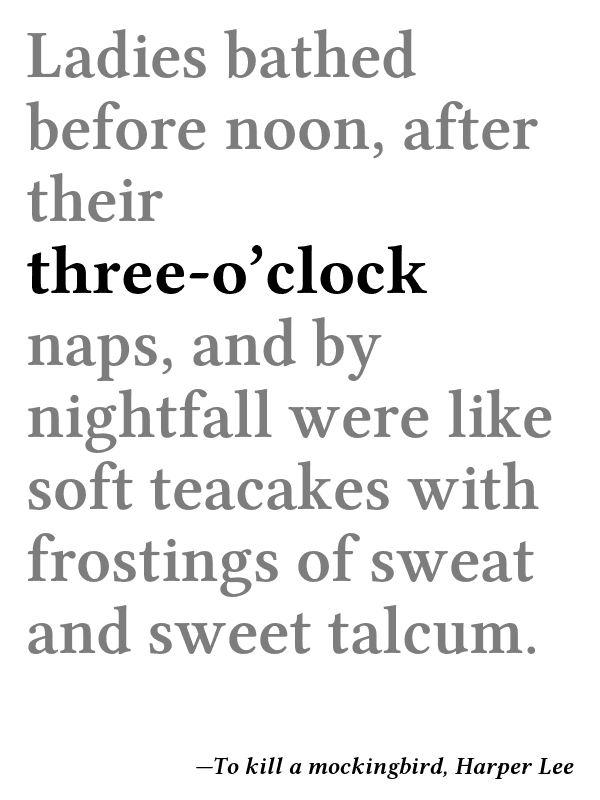 Ladies bathed
before noon, after
their
three-o’clock
naps, and by
nightfall were like
soft teacakes with
frostings of sweat
and sweet talcum.
—To kill a mockingbird, Harper Lee